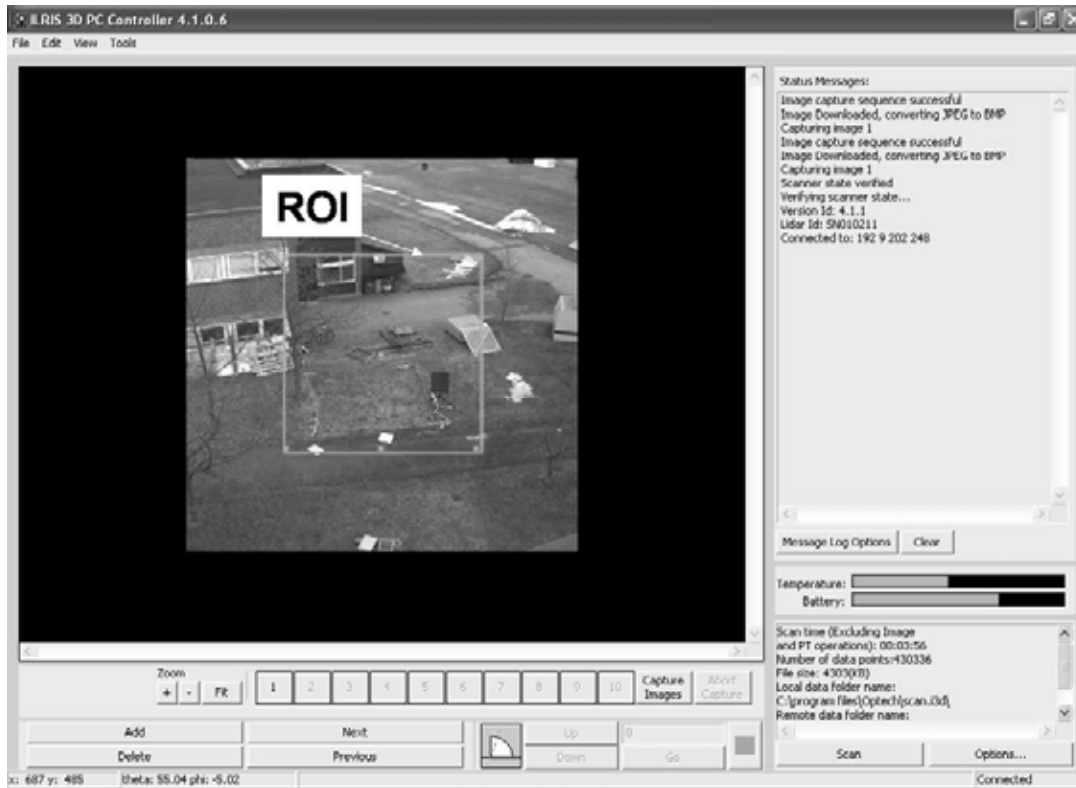 ILRIS 3D PC Controller 4.1.0.6
File Edit View Tools
ROI
Status Messages:
Image capture sequence successful
Image Downloaded, converting JPEG to BMP
Capturing image 1
Image capture sequence successful
Image Downloaded, converting JPEG to BMP
Capturing image 1
Scanner state verified
Verifying scanner state...
Version Id: 4.1.1
Lidar Id: SN010211
Connected to: 192 9 202 248
Message Log Options Clear
Temperature:
Battery:
Scan time (Excluding Image
and PT operations): 00:03:56
Number of data points:430336
File size: 4303(KB)
Local data folder name:
C:\program files\Optech\scan.i3d\
Remote data folder name:
Scan Options...
Zoom
+ - Fit
1 2 3 4 5 6 7 8 9 10
Capture Images
Abort Capture
Add Next Up 0
Delete Previous Down Go
x: 687 y: 485 theta: 55.04 phi: -5.02 Connected